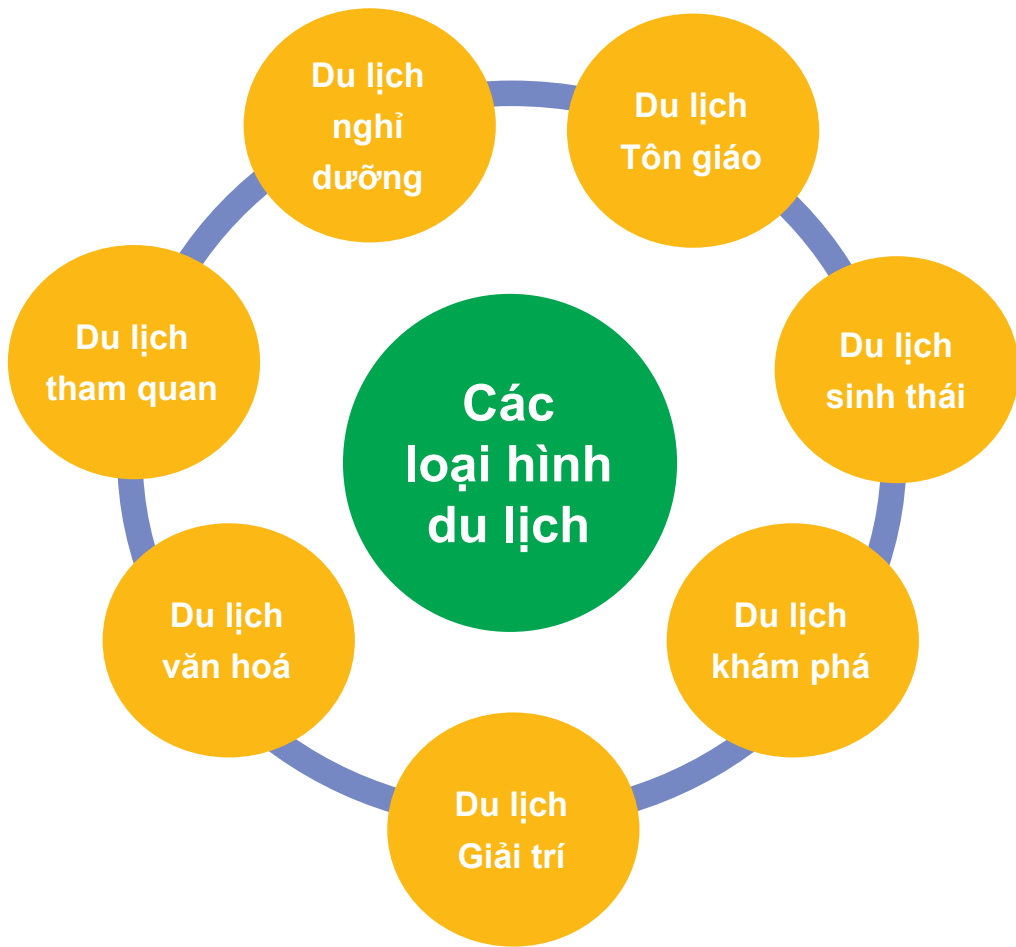 Du lịch
nghỉ
dưỡng
Du lịch
Tôn giáo
Du lịch
tham quan
Du lịch
sinh thái
Các
loại hình
du lịch
Du lịch
văn hoá
Du lịch
khám phá
Du lịch
Giải trí